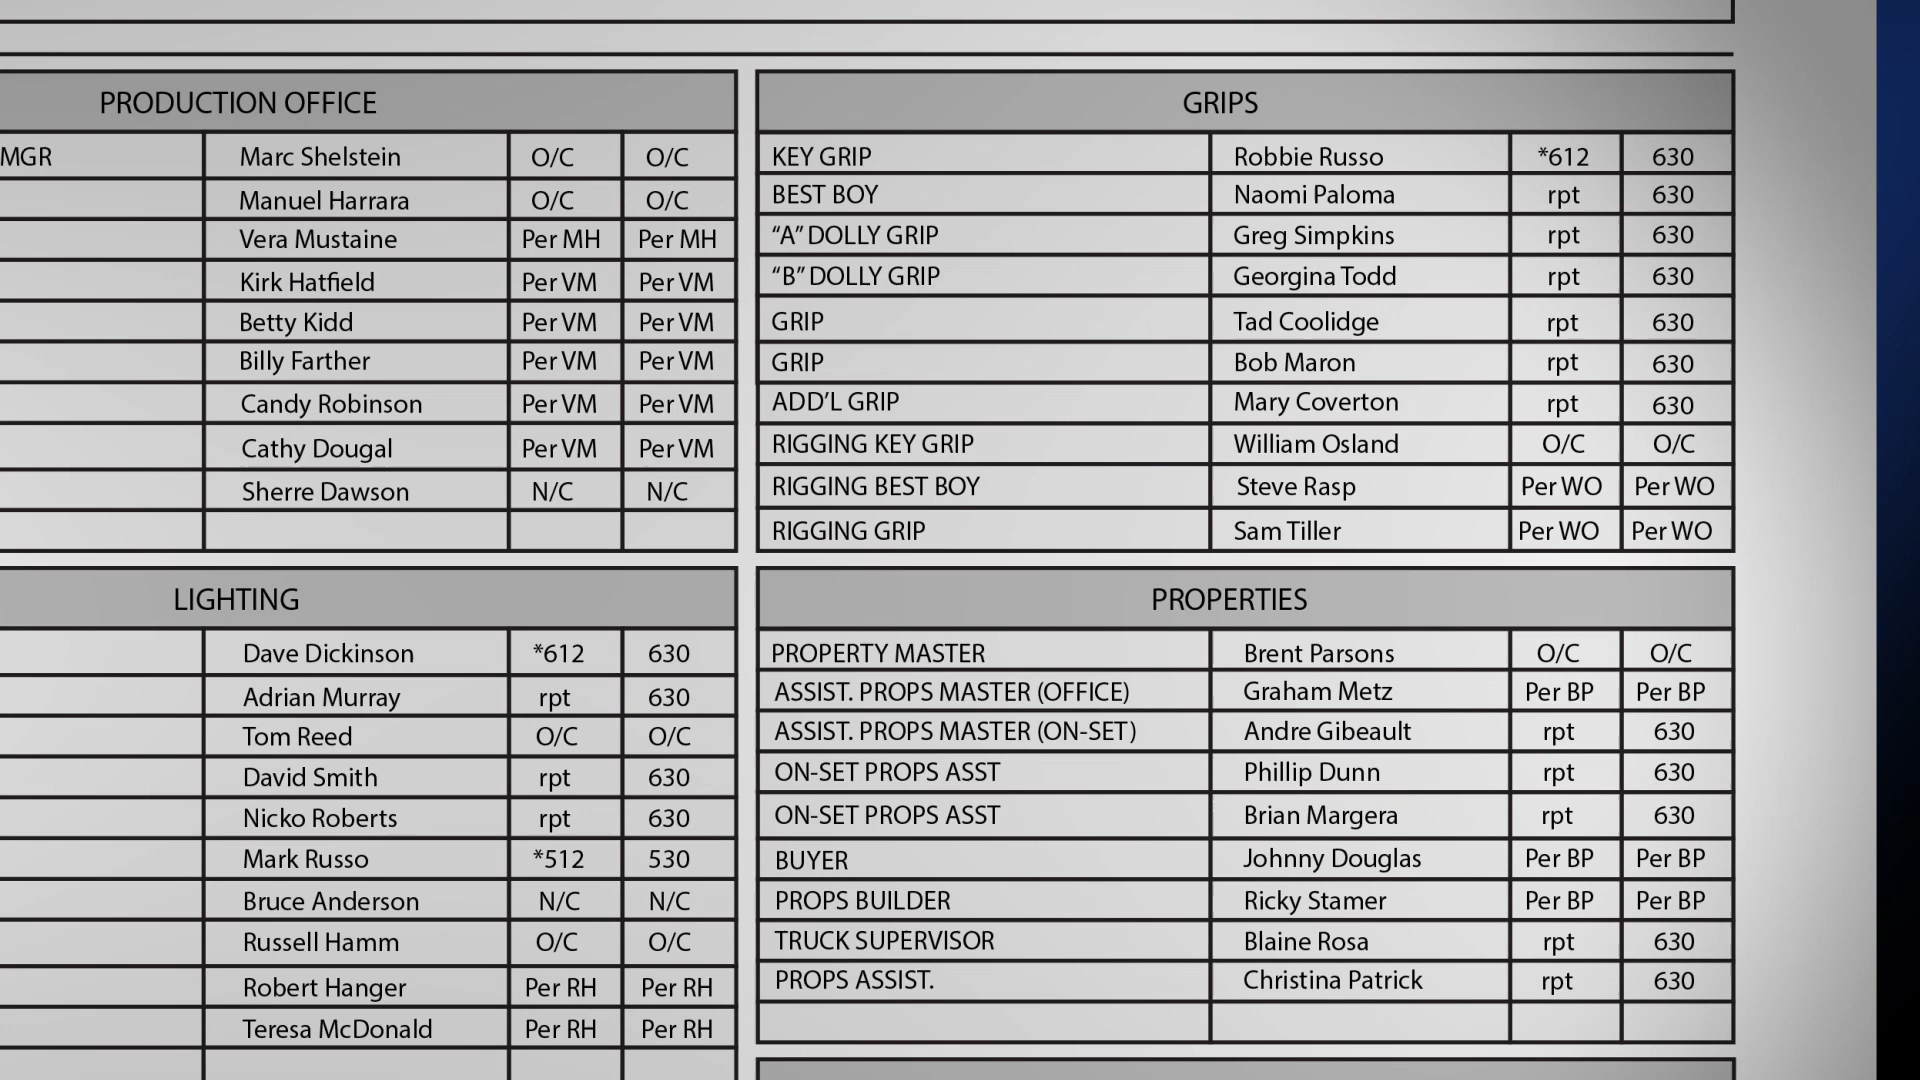 PRODUCTION OFFICE
MGR Marc Shelstein O/C O/C
Manuel Harrara O/C O/C
Vera Mustaine Per MH Per MH
Kirk Hatfield Per VM Per VM
Betty Kidd Per VM Per VM
Billy Farther Per VM Per VM
Candy Robinson Per VM Per VM
Cathy Dougal Per VM Per VM
Sherre Dawson N/C N/C
GRIPS
KEY GRIP Robbie Russo *612 630
BEST BOY Naomi Paloma rpt 630
“A” DOLLY GRIP Greg Simpkins rpt 630
“B” DOLLY GRIP Georgina Todd rpt 630
GRIP Tad Coolidge rpt 630
GRIP Bob Maron rpt 630
ADD’L GRIP Mary Coverton rpt 630
RIGGING KEY GRIP William Osland O/C O/C
RIGGING BEST BOY Steve Rasp Per WO Per WO
RIGGING GRIP Sam Tiller Per WO Per WO
LIGHTING
Dave Dickinson *612 630
Adrian Murray rpt 630
Tom Reed O/C O/C
David Smith rpt 630
Nicko Roberts rpt 630
Mark Russo *512 530
Bruce Anderson N/C N/C
Russell Hamm O/C O/C
Robert Hanger Per RH Per RH
Teresa McDonald Per RH Per RH
PROPERTIES
PROPERTY MASTER Brent Parsons O/C O/C
ASSIST. PROPS MASTER (OFFICE) Graham Metz Per BP Per BP
ASSIST. PROPS MASTER (ON-SET) Andre Gibeault rpt 630
ON-SET PROPS ASST Phillip Dunn rpt 630
ON-SET PROPS ASST Brian Margera rpt 630
BUYER Johnny Douglas Per BP Per BP
PROPS BUILDER Ricky Stamer Per BP Per BP
TRUCK SUPERVISOR Blaine Rosa rpt 630
PROPS ASSIST. Christina Patrick rpt 630